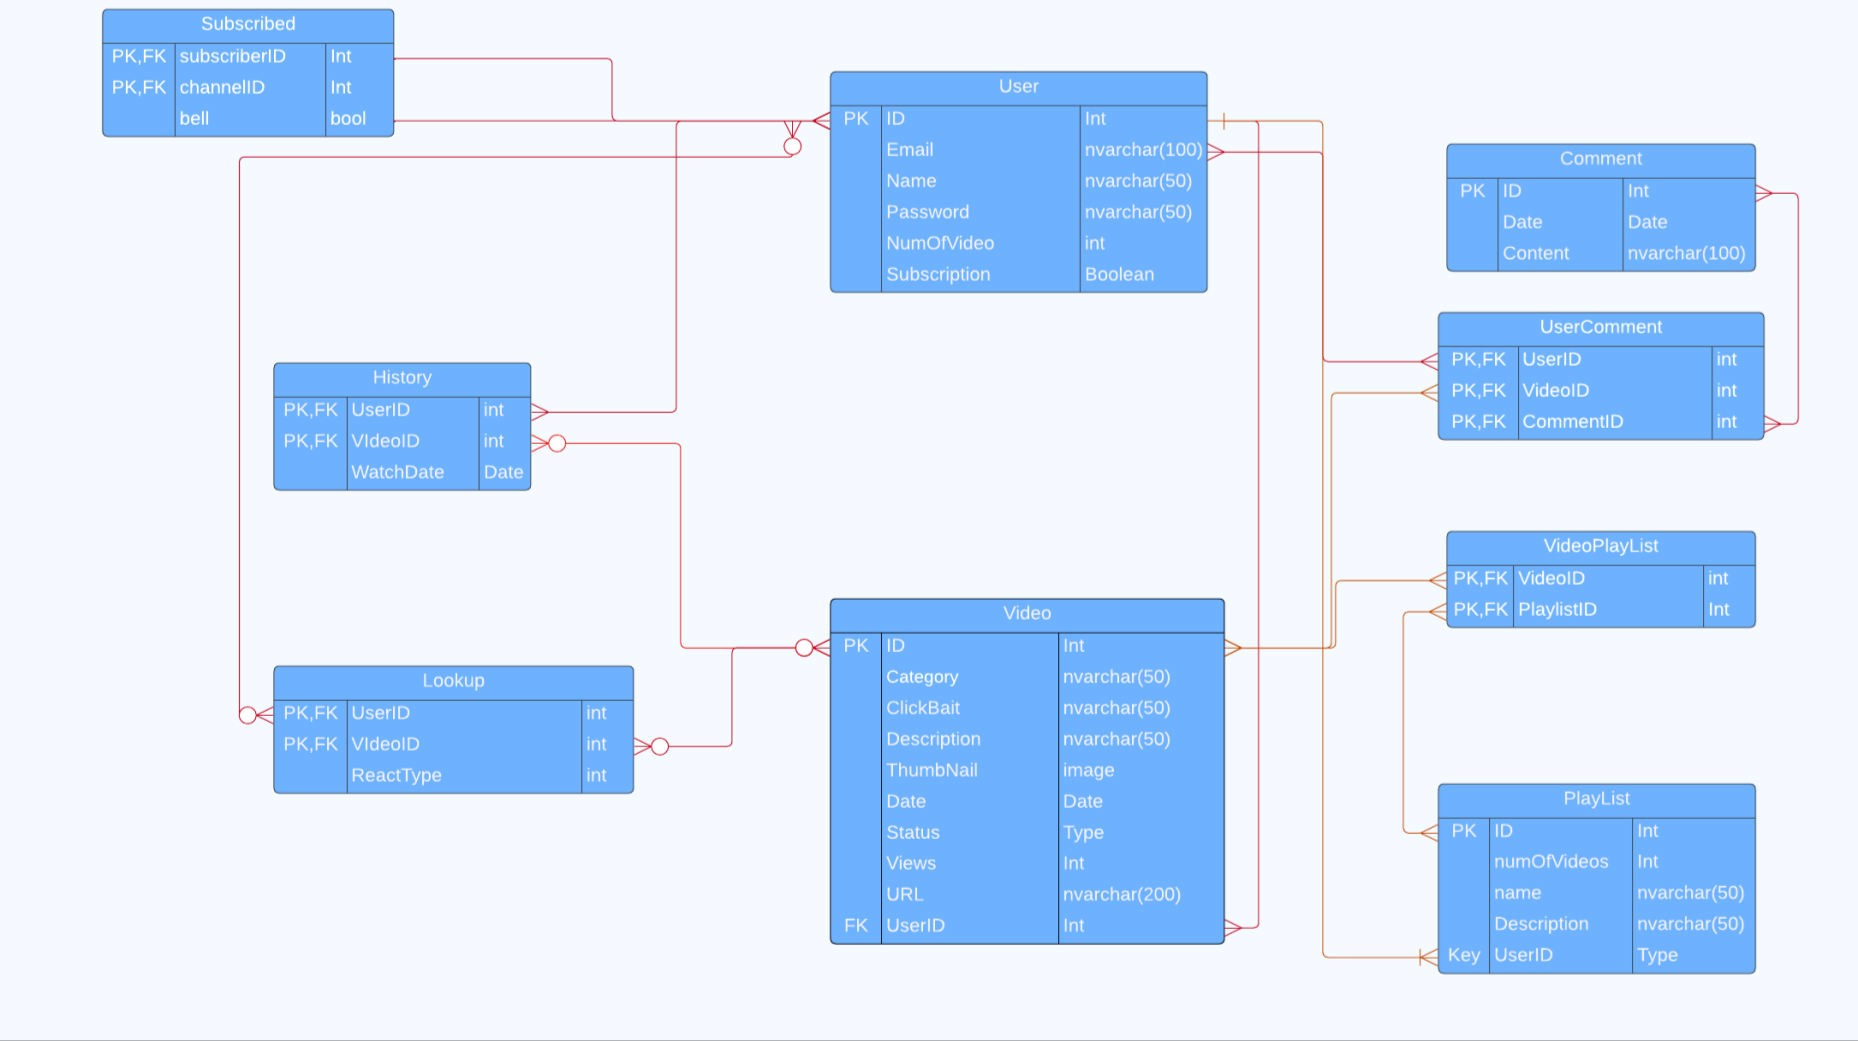 Subscribed
PK,FK subscriberID Int
PK,FK channelID Int
bell bool
User
PK ID Int
Email nvarchar(100)
Name nvarchar(50)
Password nvarchar(50)
NumOfVideo int
Subscription Boolean
Comment
PK ID Int
Date Date
Content nvarchar(100)
UserComment
PK,FK UserID int
PK,FK VideoID int
PK,FK CommentID int
History
PK,FK UserID int
PK,FK VIdeoID int
WatchDate Date
VideoPlayList
PK,FK VideoID int
PK,FK PlaylistID Int
Video
PK ID Int
Category nvarchar(50)
ClickBait nvarchar(50)
Description nvarchar(50)
ThumbNail image
Date Date
Status Type
Views Int
URL nvarchar(200)
FK UserID Int
Lookup
PK,FK UserID int
PK,FK VIdeoID int
ReactType int
PlayList
PK ID Int
numOfVideos Int
name nvarchar(50)
Description nvarchar(50)
Key UserID Type